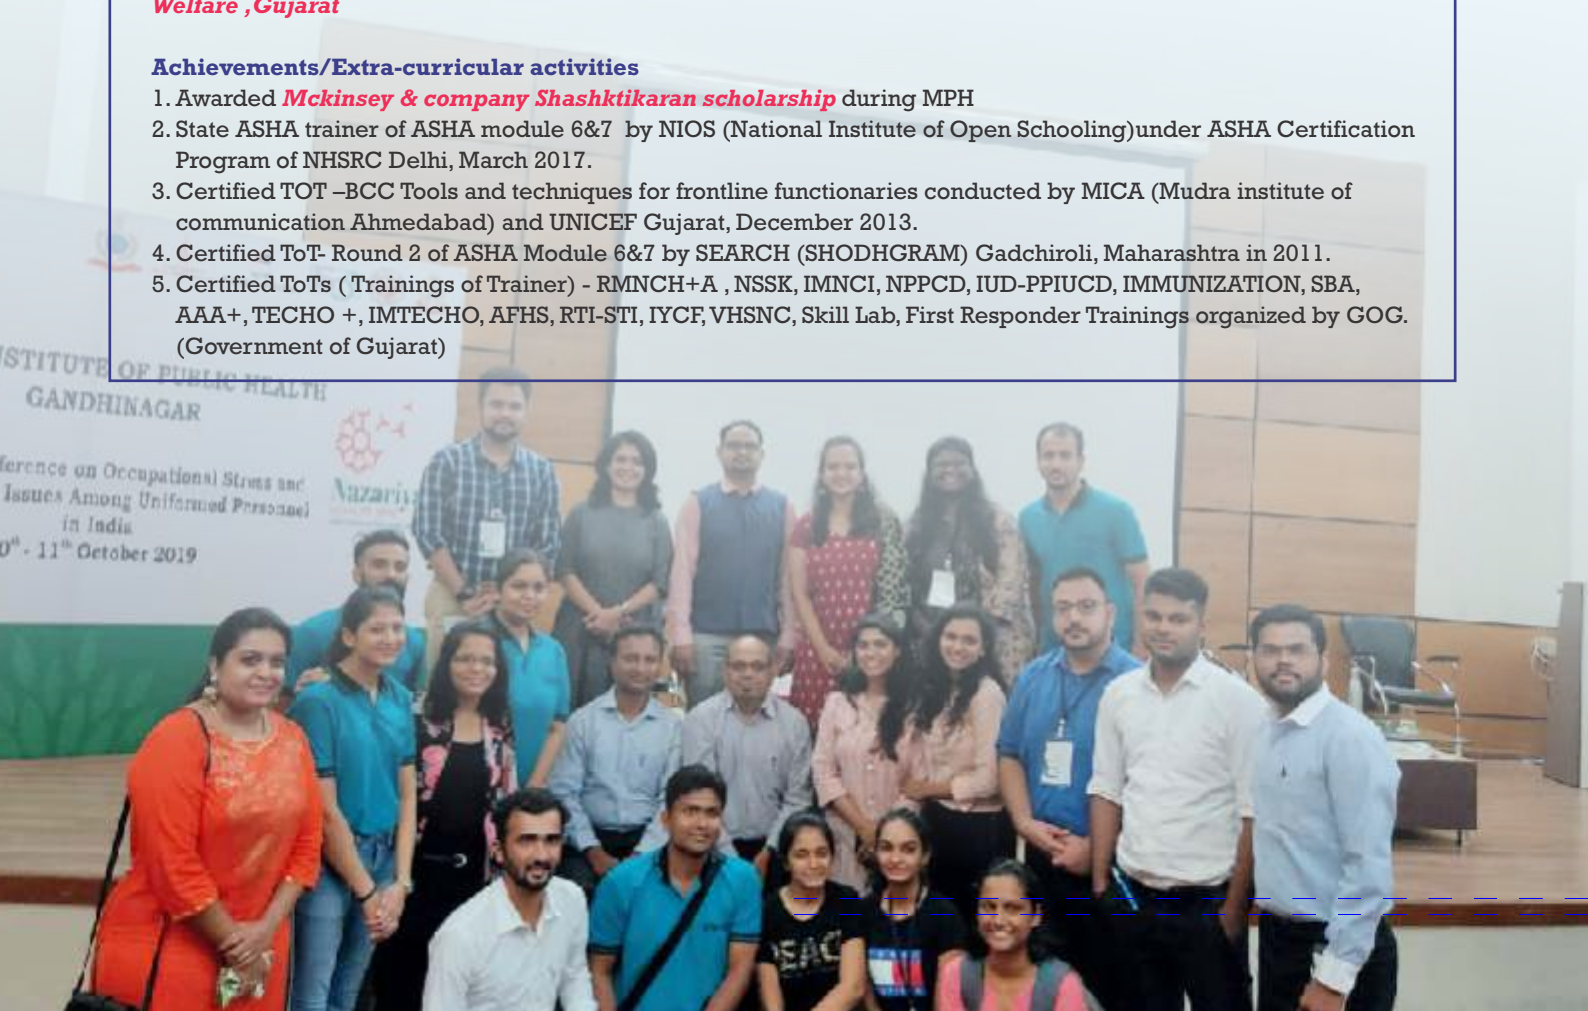 Welfare ,Gujarat
Achievements/Extra-curricular activities
1. Awarded Mckinsey & company Shashktikaran scholarship during MPH
2. State ASHA trainer of ASHA module 6&7 by NIOS (National Institute of Open Schooling)under ASHA Certification
Program of NHSRC Delhi, March 2017.
3. Certified TOT –BCC Tools and techniques for frontline functionaries conducted by MICA (Mudra institute of
communication Ahmedabad) and UNICEF Gujarat, December 2013.
4. Certified ToT- Round 2 of ASHA Module 6&7 by SEARCH (SHODHGRAM) Gadchiroli, Maharashtra in 2011.
5. Certified ToTs ( Trainings of Trainer) - RMNCH+A , NSSK, IMNCI, NPPCD, IUD-PPIUCD, IMMUNIZATION, SBA,
AAA+, TECHO +, IMTECHO, AFHS, RTI-STI, IYCF, VHSNC, Skill Lab, First Responder Trainings organized by GOG.
(Government of Gujarat)
STITUTE OF PUBLIC HEALTH
GANDHINAGAR
ference on Occupational Stress and
Issues Among Uniformed Personnel
in India
0th - 11th October 2019
Nazariy
PEACE